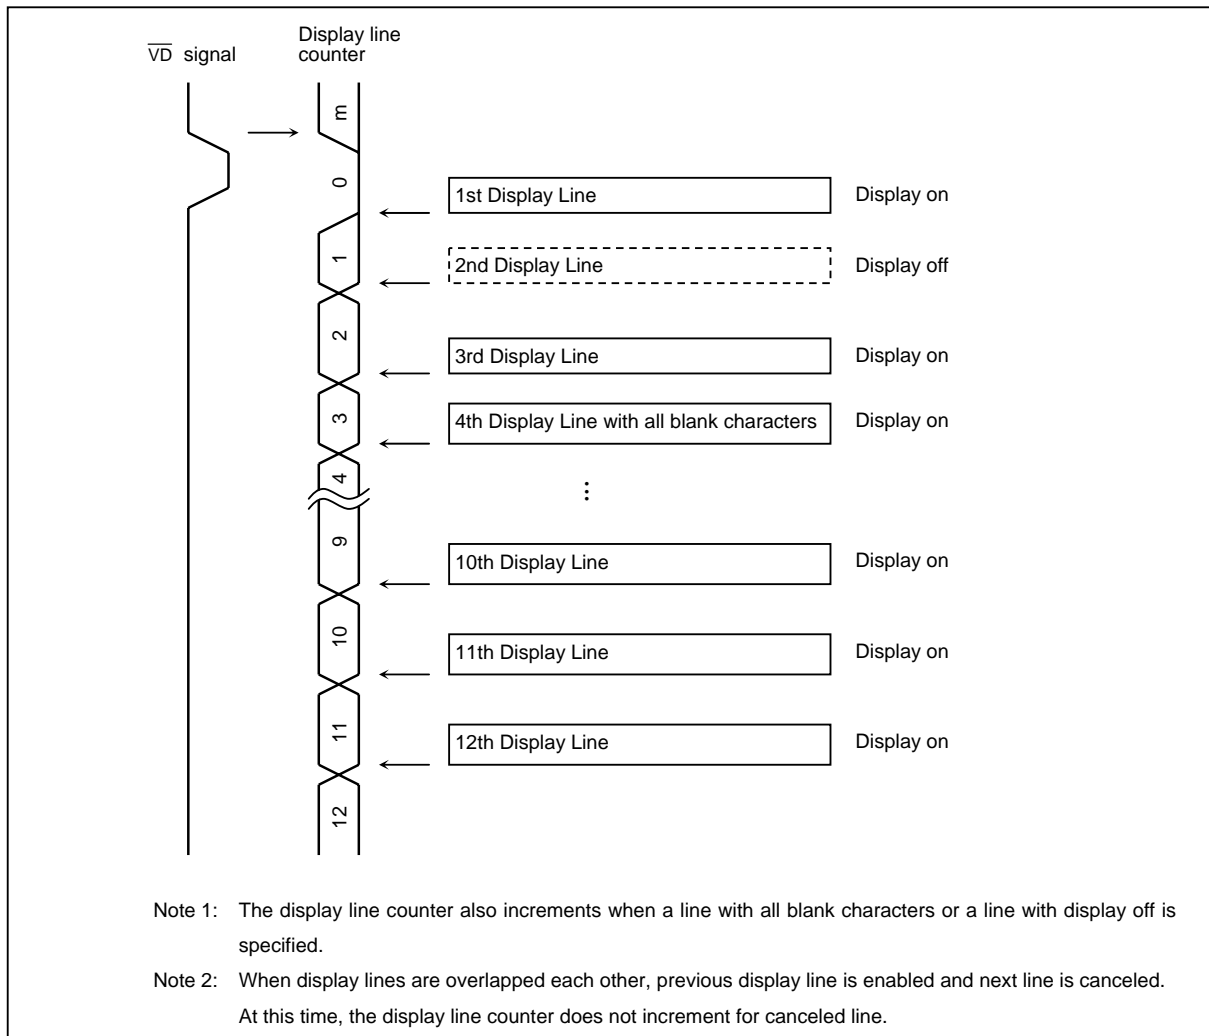 Display line
counter
V̅D̅ signal
m
0
1st Display Line Display on
1
2nd Display Line Display off
2
3rd Display Line Display on
3
4th Display Line with all blank characters Display on
4
⋮
9
10th Display Line Display on
10
11th Display Line Display on
11
12th Display Line Display on
12
Note 1: The display line counter also increments when a line with all blank characters or a line with display off is
specified.
Note 2: When display lines are overlapped each other, previous display line is enabled and next line is canceled.
At this time, the display line counter does not increment for canceled line.